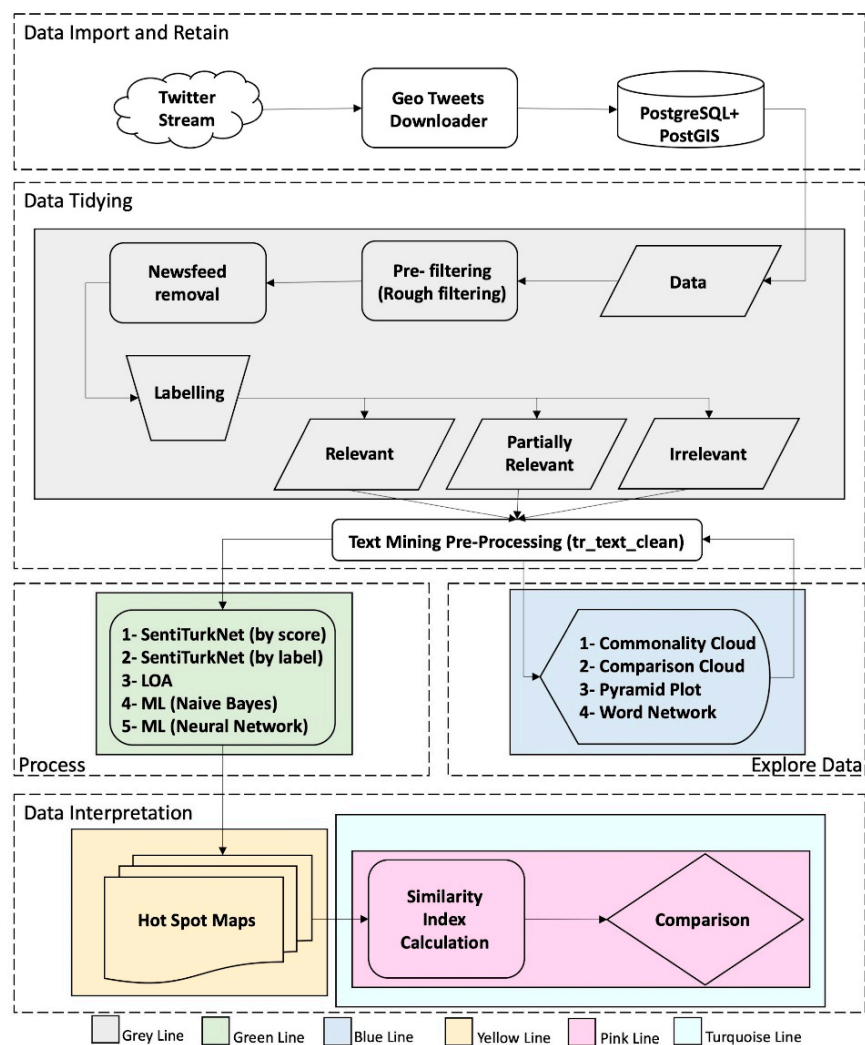 Data Import and Retain
Twitter
Stream
Geo Tweets
Downloader
PostgreSQL+
PostGIS
Data Tidying
Newsfeed
removal
Pre- filtering
(Rough filtering)
Data
Labelling
Relevant
Partially
Relevant
Irrelevant
Text Mining Pre-Processing (tr_text_clean)
1- SentiTurkNet (by score)
2- SentiTurkNet (by label)
3- LOA
4- ML (Naive Bayes)
5- ML (Neural Network)
Process
1- Commonality Cloud
2- Comparison Cloud
3- Pyramid Plot
4- Word Network
Explore Data
Data Interpretation
Hot Spot Maps
Similarity
Index
Calculation
Comparison
Grey Line
Green Line
Blue Line
Yellow Line
Pink Line
Turquoise Line